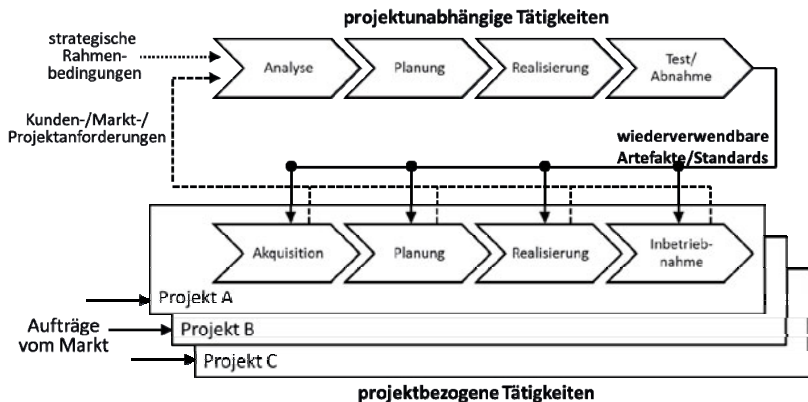 projektunabhängige Tätigkeiten
strategische
Rahmen-
bedingungen
Analyse
Planung
Realisierung
Test/
Abnahme
Kunden-/Markt-/
Projektanforderungen
wiederverwendbare
Artefakte/Standards
Akquisition
Planung
Realisierung
Inbetrieb-
nahme
Projekt A
Aufträge
vom Markt
Projekt B
Projekt C
projektbezogene Tätigkeiten